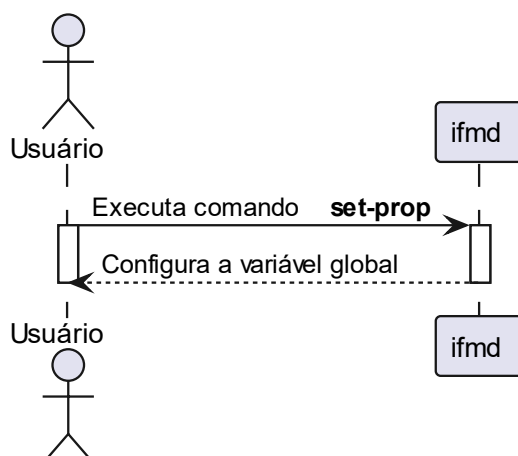 Usuário
ifmd
Executa comando set-prop
Configura a variável global
Usuário
ifmd